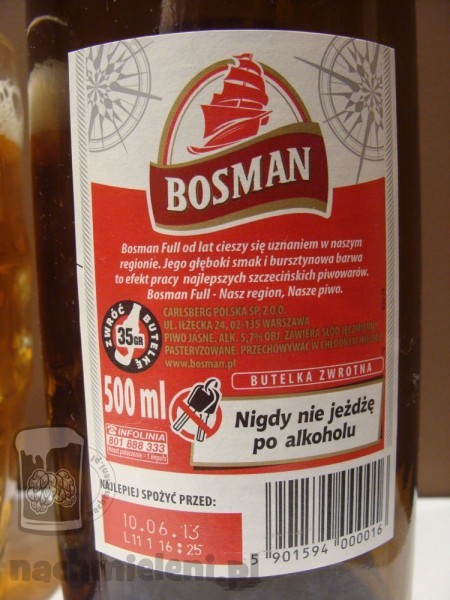 BOSMAN
Bosman Full od lat cieszy się uznaniem w naszym
regionie. Jego głęboki smak i bursztynowa barwa
to efekt pracy najlepszych szczecińskich piwowarów.
Bosman Full - Nasz region, Nasze piwo.
ZWRÓĆ BUTELKĘ
35GR
CARLSBERG POLSKA SP. Z O.O.
UL. IŁŻECKA 24, 02-135 WARSZAWA
PIWO JASNE. ALK. 5,7% OBJ. ZAWIERA SŁÓD JĘCZMIENNY.
PASTERYZOWANE. PRZECHOWYWAĆ W CHŁODNYM MIEJSCU.
www.bosman.pl
BUTELKA ZWROTNA
500 ml
Nigdy nie jeżdżę
po alkoholu
INFOLINIA
801 888 333
NAJLEPIEJ SPOŻYĆ PRZED:
10.06.13
L11 1 16:25
5 901594 000016
nachmieleni.pl